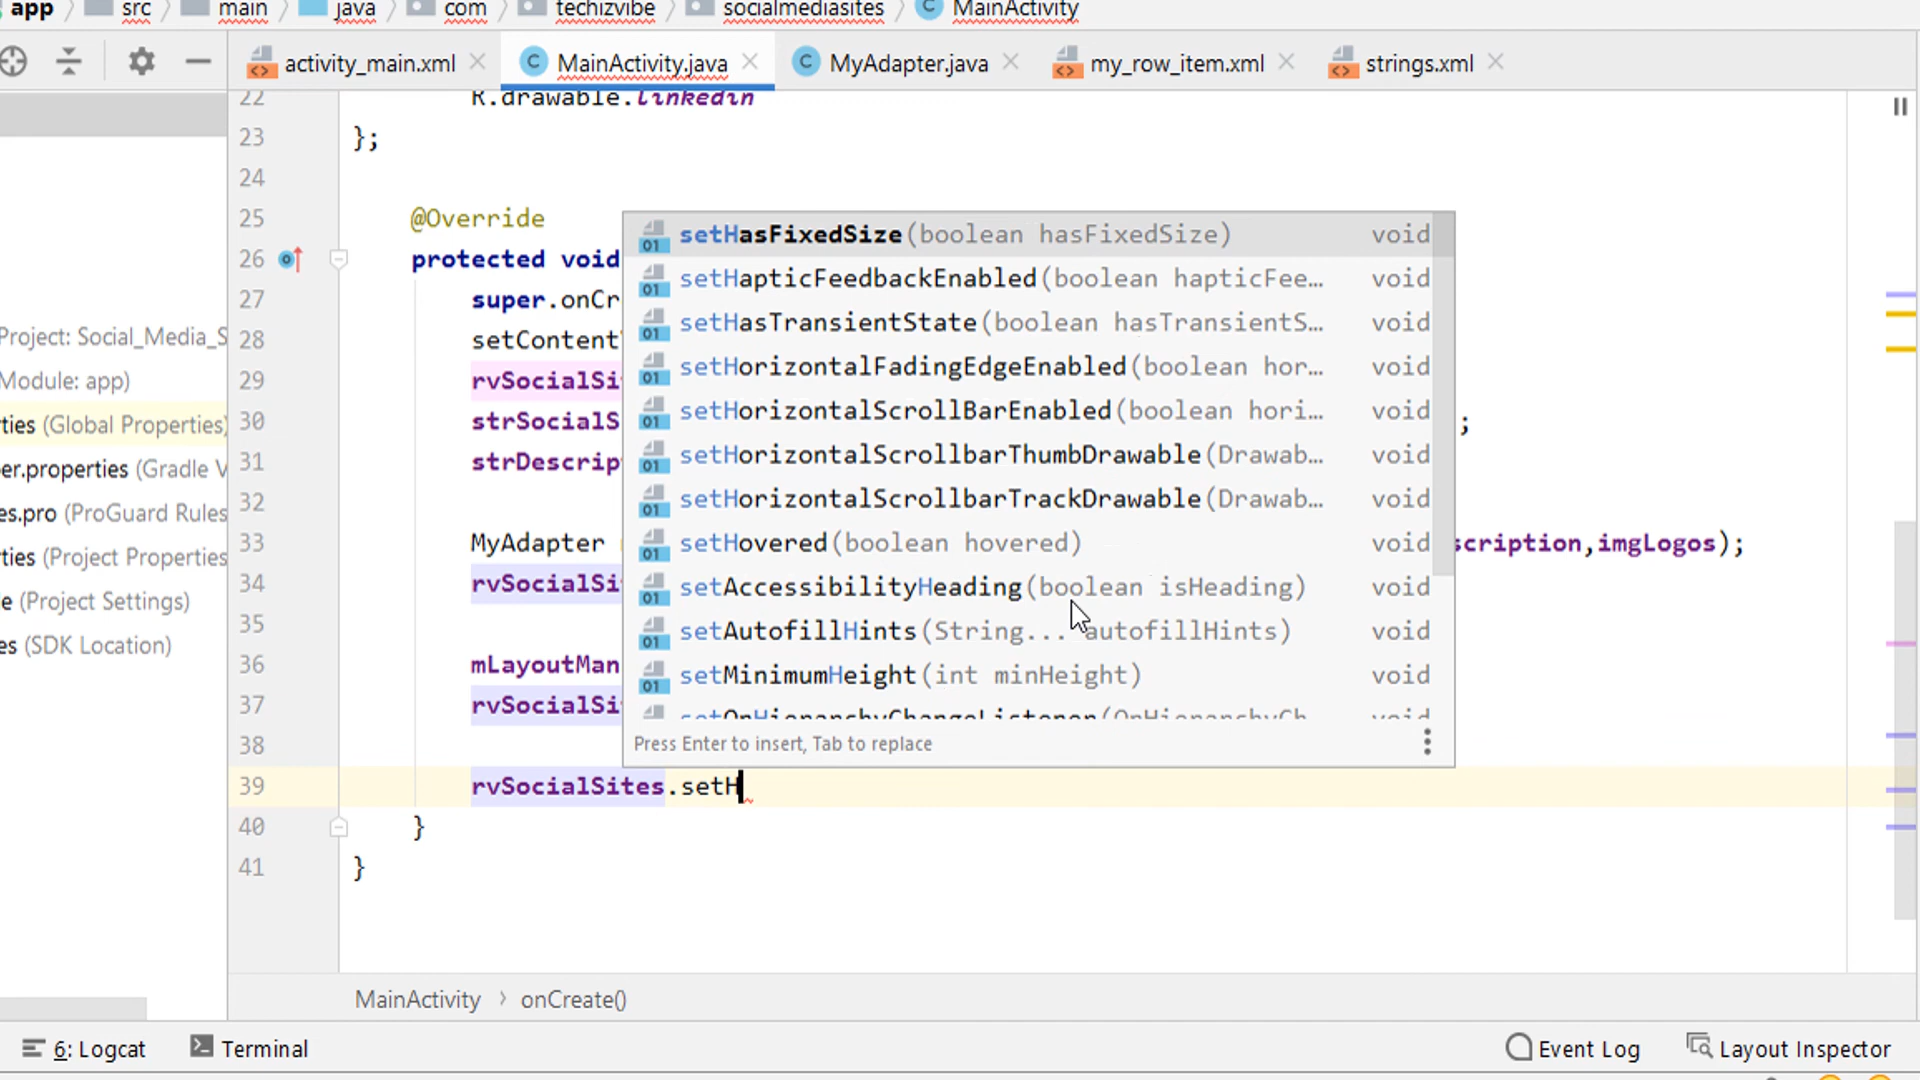 app src main java com techizvibe socialmediasites MainActivity
activity_main.xml MainActivity.java MyAdapter.java my_row_item.xml strings.xml
22 R.drawable.linkedin
23 };
24
25 @Override
26 protected void
27 super.onCr
28 setContent
29 rvSocialSi
30 strSocialS ;
31 strDescrip
32
33 MyAdapter scription,imgLogos);
34 rvSocialSi
35
36 mLayoutMan
37 rvSocialSi
38
39 rvSocialSites.setH
40 }
41 }
Project: Social_Media_S
Module: app)
ties (Global Properties)
er.properties (Gradle V
es.pro (ProGuard Rules
ties (Project Properties
e (Project Settings)
es (SDK Location)
setHasFixedSize(boolean hasFixedSize) void
setHapticFeedbackEnabled(boolean hapticFee… void
setHasTransientState(boolean hasTransientS… void
setHorizontalFadingEdgeEnabled(boolean hor… void
setHorizontalScrollBarEnabled(boolean hori… void
setHorizontalScrollbarThumbDrawable(Drawab… void
setHorizontalScrollbarTrackDrawable(Drawab… void
setHovered(boolean hovered) void
setAccessibilityHeading(boolean isHeading) void
setAutofillHints(String... autofillHints) void
setMinimumHeight(int minHeight) void
setOnHierarchyChangeListener(OnHierarchyCh void
Press Enter to insert, Tab to replace
MainActivity › onCreate()
6: Logcat Terminal Event Log Layout Inspector